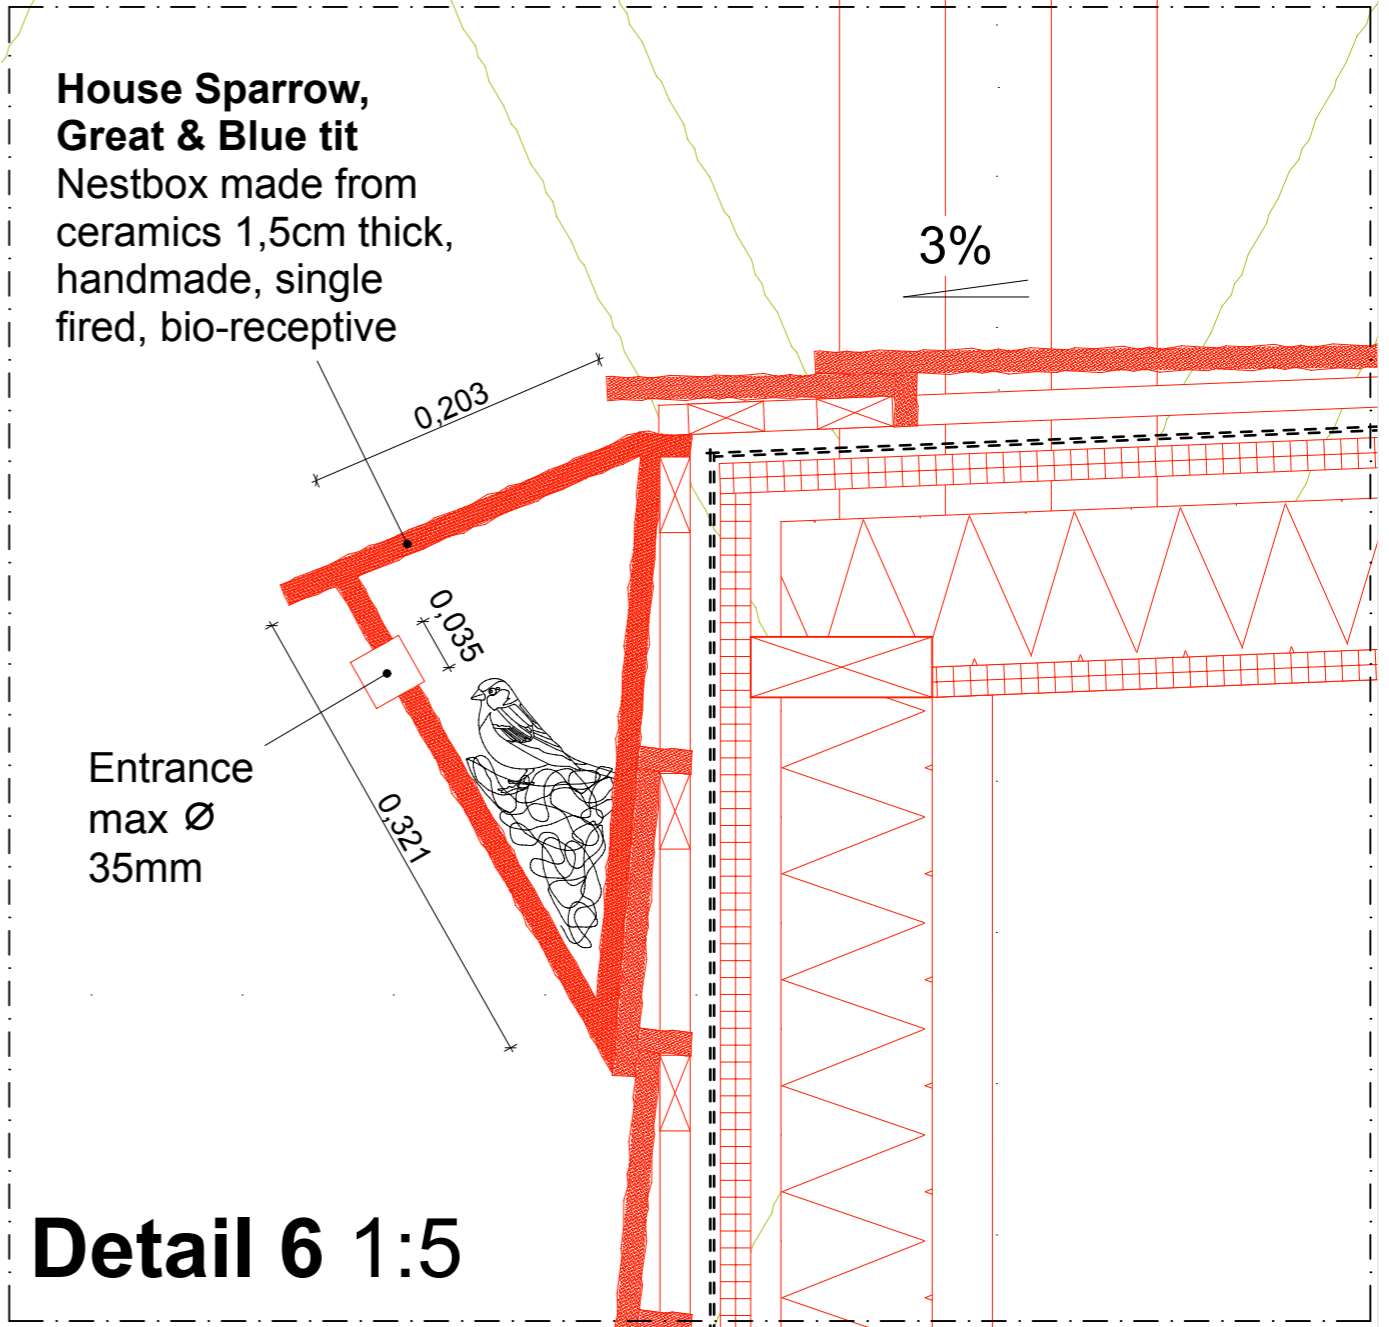 House Sparrow,
Great & Blue tit
Nestbox made from
ceramics 1,5cm thick,
handmade, single
fired, bio-receptive
3%
0,203
0,035
Entrance
max Ø
35mm
0,321
Detail 6 1:5